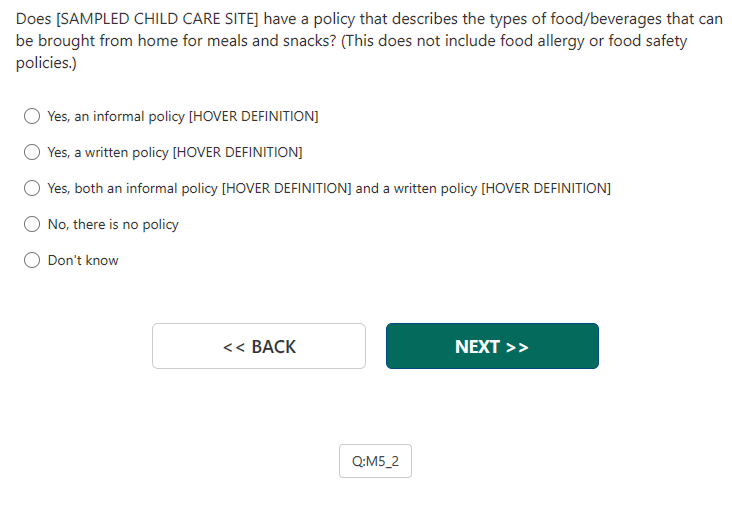 Does [SAMPLED CHILD CARE SITE] have a policy that describes the types of food/beverages that can
be brought from home for meals and snacks? (This does not include food allergy or food safety
policies.)
Yes, an informal policy [HOVER DEFINITION]
Yes, a written policy [HOVER DEFINITION]
Yes, both an informal policy [HOVER DEFINITION] and a written policy [HOVER DEFINITION]
No, there is no policy
Don't know
<< BACK
NEXT >>
Q:M5_2